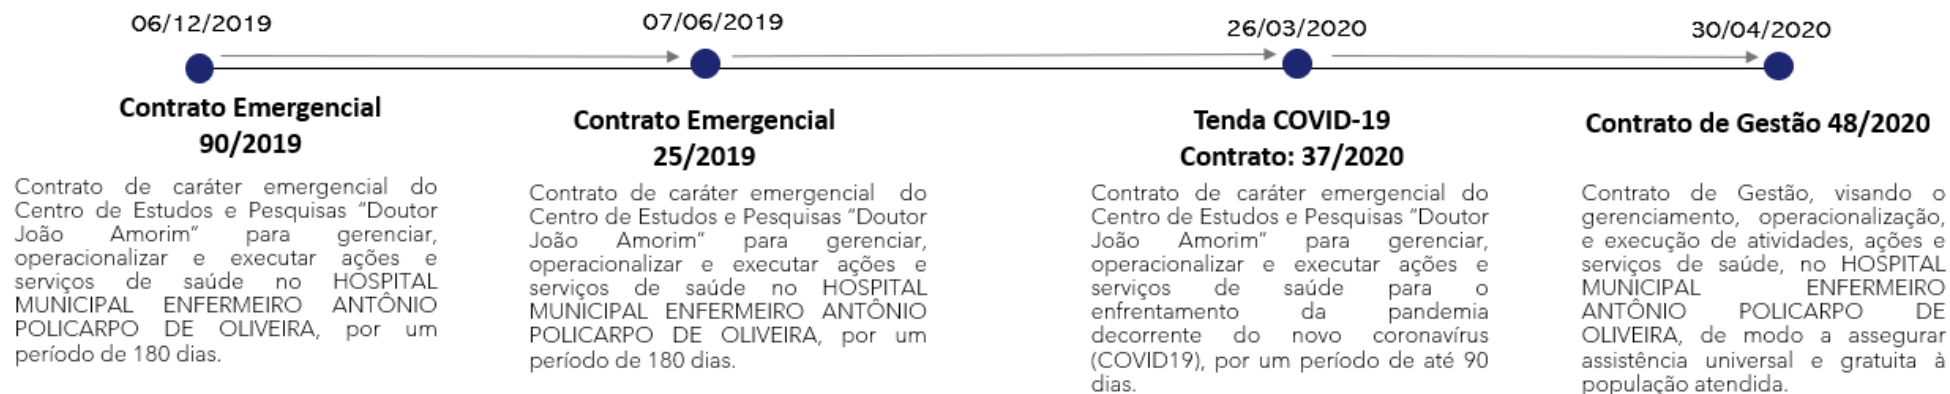 06/12/2019
Contrato Emergencial
90/2019
Contrato de caráter emergencial do
Centro de Estudos e Pesquisas “Doutor
João Amorim” para gerenciar,
operacionalizar e executar ações e
serviços de saúde no HOSPITAL
MUNICIPAL ENFERMEIRO ANTÔNIO
POLICARPO DE OLIVEIRA, por um
período de 180 dias.
07/06/2019
Contrato Emergencial
25/2019
Contrato de caráter emergencial do
Centro de Estudos e Pesquisas “Doutor
João Amorim” para gerenciar,
operacionalizar e executar ações e
serviços de saúde no HOSPITAL
MUNICIPAL ENFERMEIRO ANTÔNIO
POLICARPO DE OLIVEIRA, por um
período de 180 dias.
26/03/2020
Tenda COVID-19
Contrato: 37/2020
Contrato de caráter emergencial do
Centro de Estudos e Pesquisas “Doutor
João Amorim” para gerenciar,
operacionalizar e executar ações e
serviços de saúde para o
enfrentamento da pandemia
decorrente do novo coronavírus
(COVID19), por um período de até 90
dias.
30/04/2020
Contrato de Gestão 48/2020
Contrato de Gestão, visando o
gerenciamento, operacionalização,
e execução de atividades, ações e
serviços de saúde, no HOSPITAL
MUNICIPAL ENFERMEIRO
ANTÔNIO POLICARPO DE
OLIVEIRA, de modo a assegurar
assistência universal e gratuita à
população atendida.